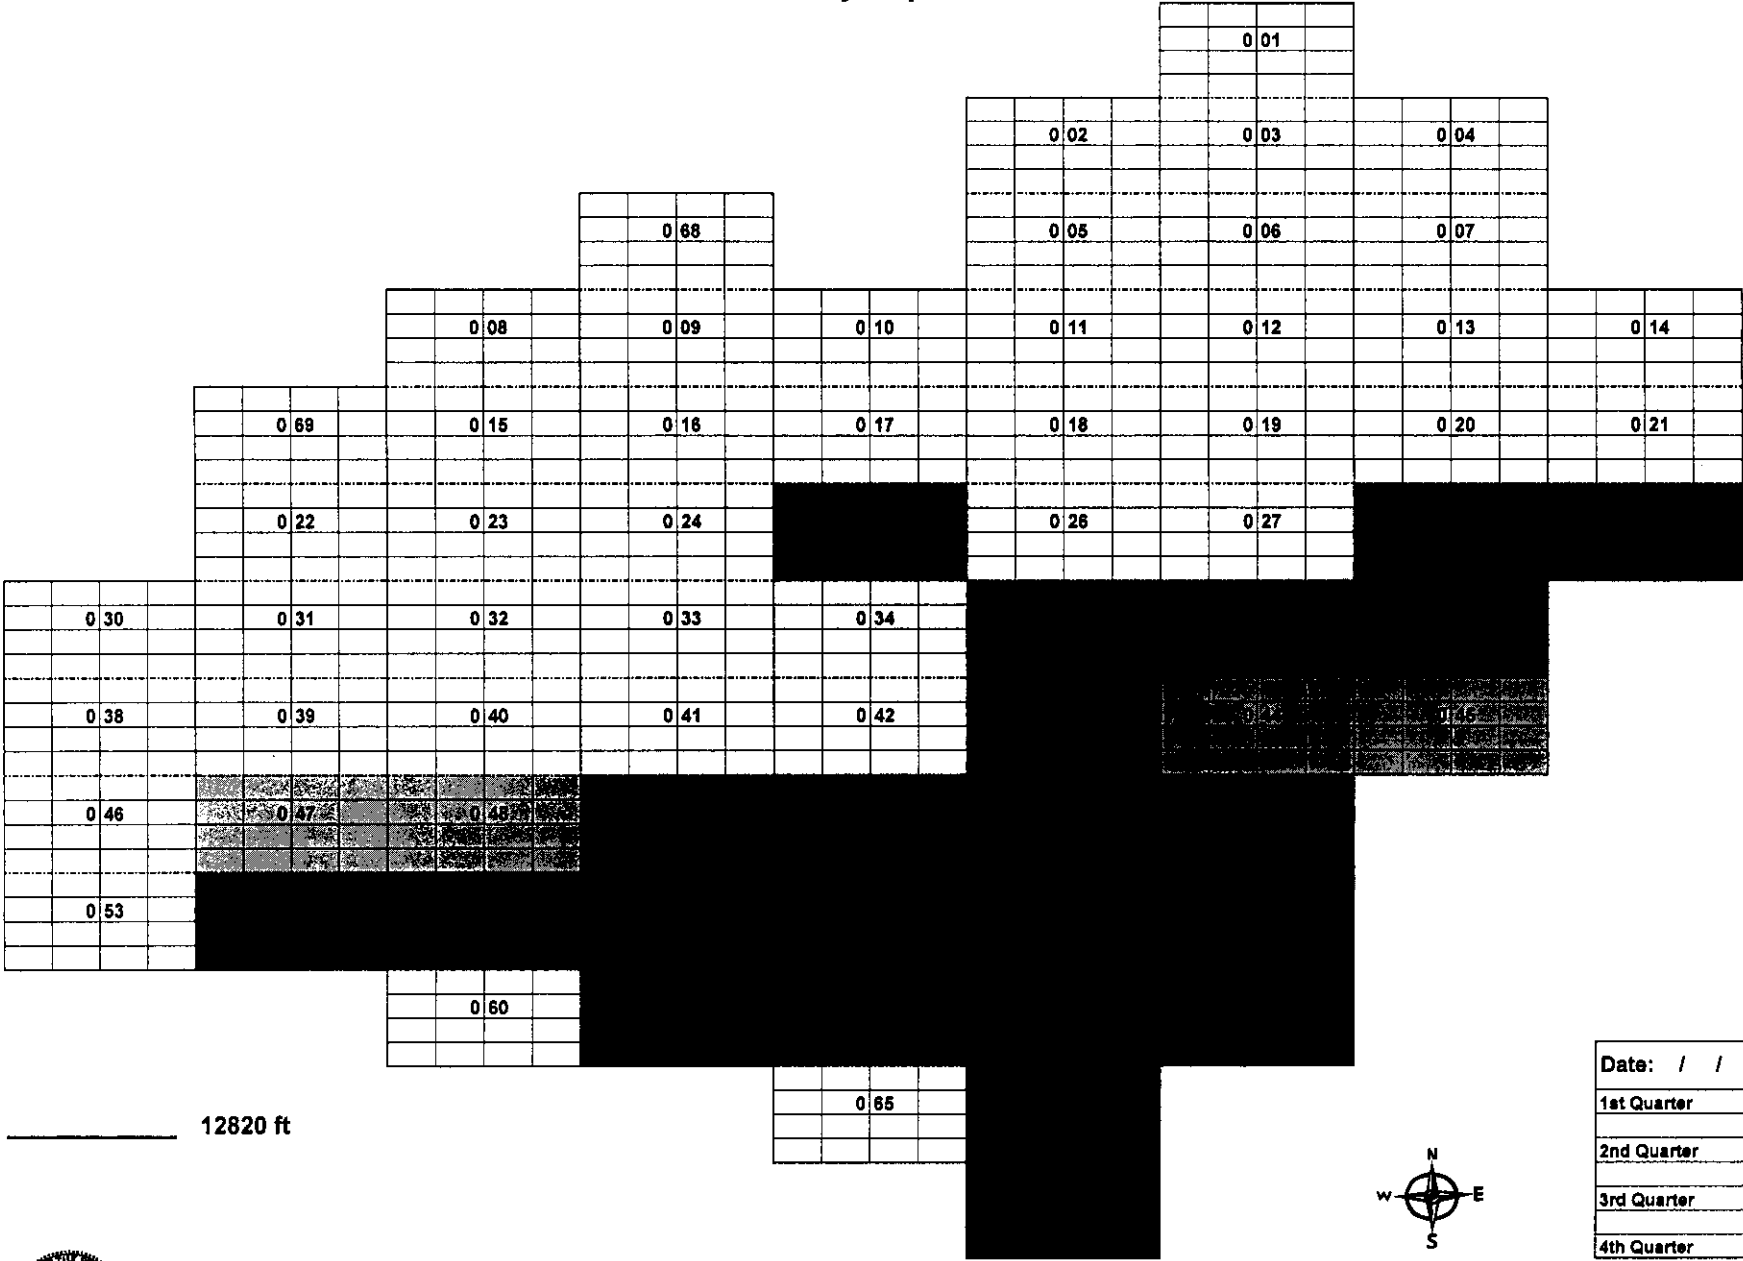 0 01
0 02 0 03 0 04
0 68 0 05 0 06 0 07
0 08 0 09 0 10 0 11 0 12 0 13 0 14
0 69 0 15 0 16 0 17 0 18 0 19 0 20 0 21
0 22 0 23 0 24 0 26 0 27
0 30 0 31 0 32 0 33 0 34
0 38 0 39 0 40 0 41 0 42 0 45
0 46 0 47 0 48
0 53
0 60
0 65
12820 ft
N
W E
S
Date: / /
1st Quarter
2nd Quarter
3rd Quarter
4th Quarter